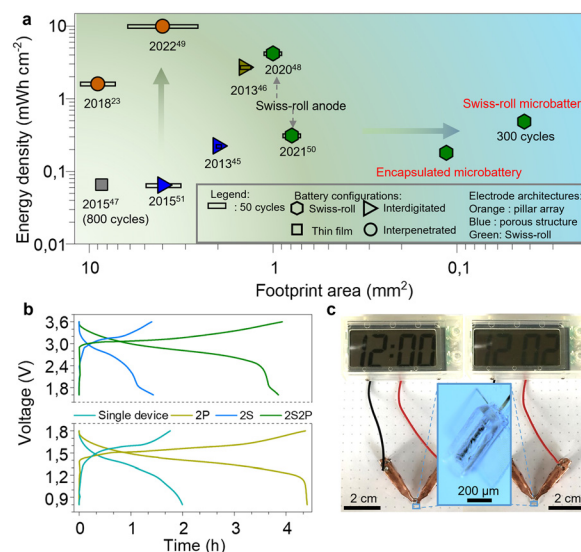 a
Energy density (mWh cm-2)
10
1
0,1
0,01
2022⁴⁹
2018²³
2013⁴⁶
2020⁴⁸
Swiss-roll anode
2013⁴⁵
2021⁵⁰
2015⁴⁷
(800 cycles)
2015⁵¹
Swiss-roll microbatter
300 cycles
Encapsulated microbattery
Legend:
: 50 cycles
Battery configurations:
Swiss-roll
Interdigitated
Thin film
Interpenetrated
Electrode architectures:
Orange : pillar array
Blue : porous structure
Green: Swiss-roll
10
1
0,1
Footprint area (mm²)
b
Voltage (V)
3,6
3,0
2,4
1,8
Single device
2P
2S
2S2P
1,8
1,5
1,2
0,9
0
1
2
3
4
Time (h)
c
12:00
12:02
200 µm
2 cm
2 cm